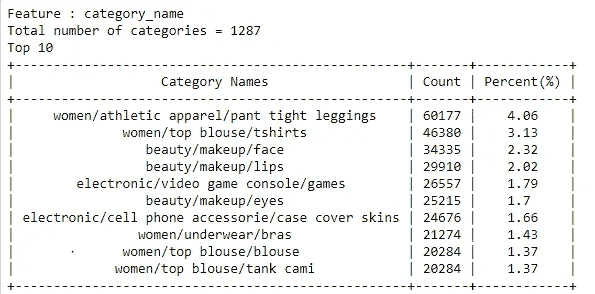 Feature : category_name
Total number of categories = 1287
Top 10
| Category Names | Count | Percent(%) |
| women/athletic apparel/pant tight leggings | 60177 | 4.06 |
| women/top blouse/tshirts | 46380 | 3.13 |
| beauty/makeup/face | 34335 | 2.32 |
| beauty/makeup/lips | 29910 | 2.02 |
| electronic/video game console/games | 26557 | 1.79 |
| beauty/makeup/eyes | 25215 | 1.7 |
| electronic/cell phone accessorie/case cover skins | 24676 | 1.66 |
| women/underwear/bras | 21274 | 1.43 |
| women/top blouse/blouse | 20284 | 1.37 |
| women/top blouse/tank cami | 20284 | 1.37 |